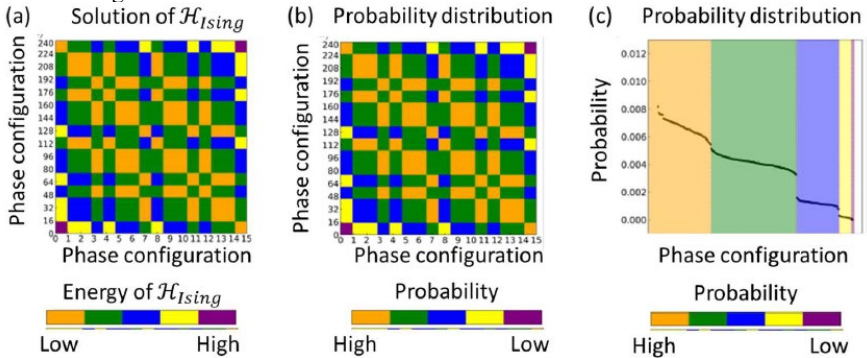 (a) Solution of ℋ_Ising
240
224
208
192
176
160
144
128
112
96
80
64
48
32
16
0
0 1 2 3 4 5 6 7 8 9 10 11 12 13 14 15
Phase configuration
Phase configuration
Energy of ℋ_Ising
Low High
(b) Probability distribution
240
224
208
192
176
160
144
128
112
96
80
64
48
32
16
0
0 1 2 3 4 5 6 7 8 9 10 11 12 13 14 15
Phase configuration
Phase configuration
Probability
High Low
(c) Probability distribution
0.012
0.010
0.008
0.006
0.004
0.002
0.000
Probability
Phase configuration
Probability
High Low